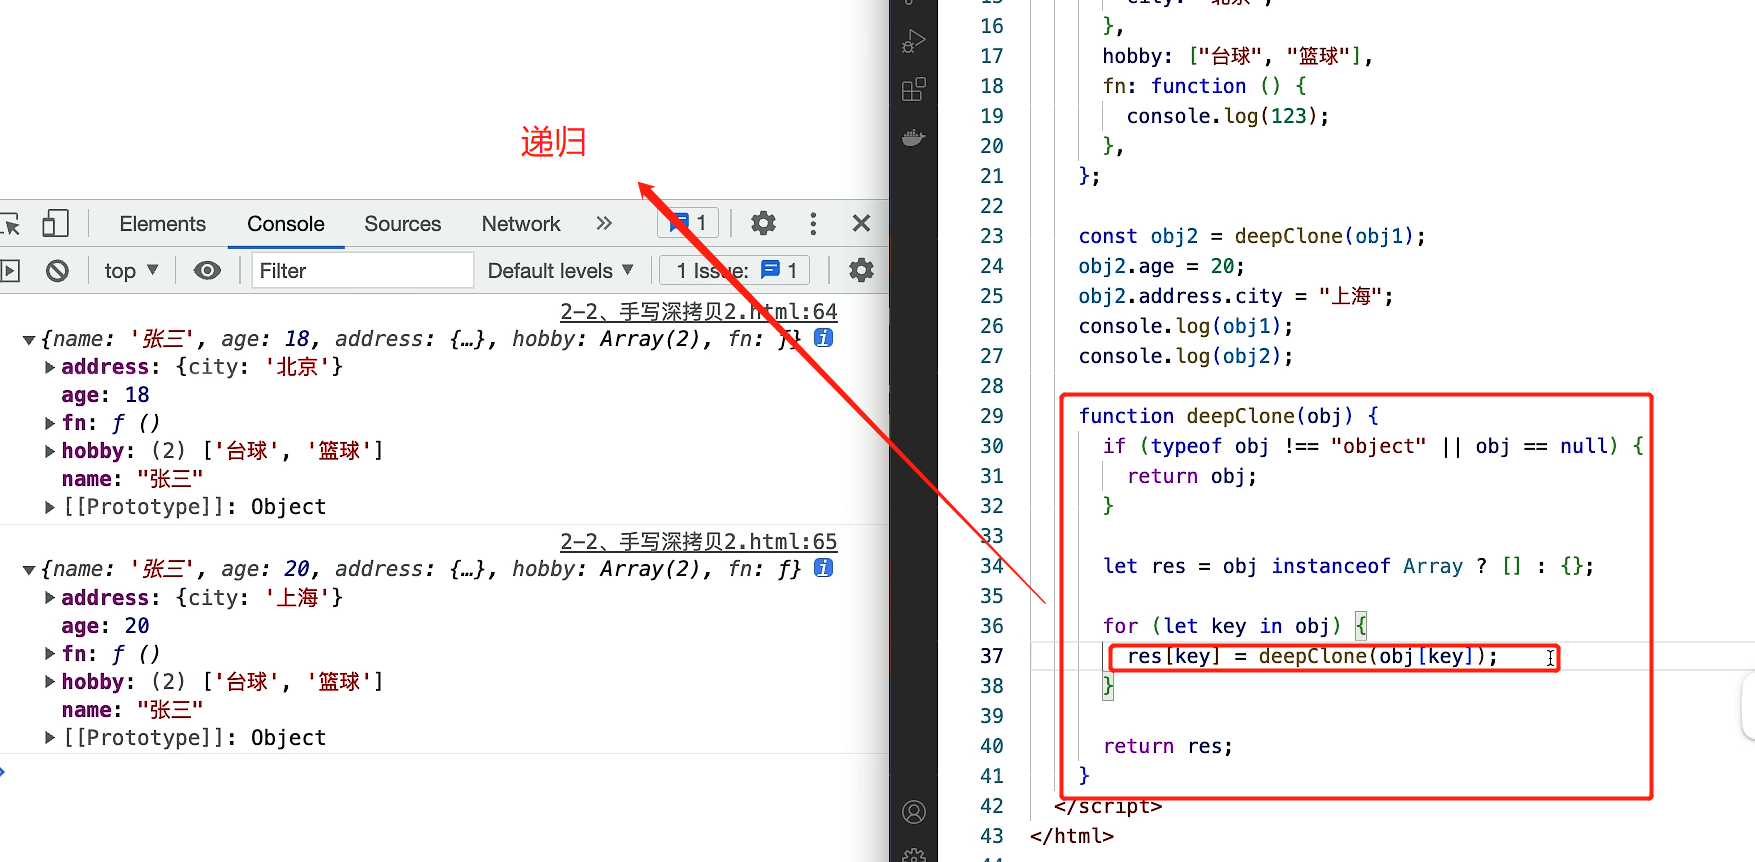 递归
Elements Console Sources Network » 1
top ▼ Filter Default levels ▼ 1 Issue: 1
2-2、手写深拷贝2.html:64
▼{name: '张三', age: 18, address: {…}, hobby: Array(2), fn: ƒ} i
▶address: {city: '北京'}
age: 18
▶fn: ƒ ()
▶hobby: (2) ['台球', '篮球']
name: "张三"
▶[[Prototype]]: Object
2-2、手写深拷贝2.html:65
▼{name: '张三', age: 20, address: {…}, hobby: Array(2), fn: ƒ} i
▶address: {city: '上海'}
age: 20
▶fn: ƒ ()
▶hobby: (2) ['台球', '篮球']
name: "张三"
▶[[Prototype]]: Object
15 city: "北京",
16 },
17 hobby: ["台球", "篮球"],
18 fn: function () {
19 console.log(123);
20 },
21 };
22
23 const obj2 = deepClone(obj1);
24 obj2.age = 20;
25 obj2.address.city = "上海";
26 console.log(obj1);
27 console.log(obj2);
28
29 function deepClone(obj) {
30 if (typeof obj !== "object" || obj == null) {
31 return obj;
32 }
33
34 let res = obj instanceof Array ? [] : {};
35
36 for (let key in obj) {
37 res[key] = deepClone(obj[key]);
38 }
39
40 return res;
41 }
42 </script>
43 </html>
44